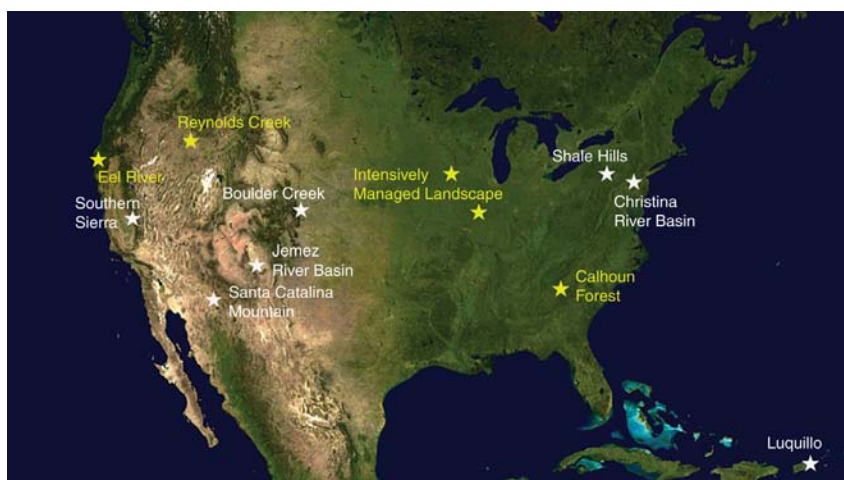 Reynolds Creek
Eel River
Southern
Sierra
Boulder Creek
Jemez
River Basin
Santa Catalina
Mountain
Intensively
Managed Landscape
Shale Hills
Christina
River Basin
Calhoun
Forest
Luquillo